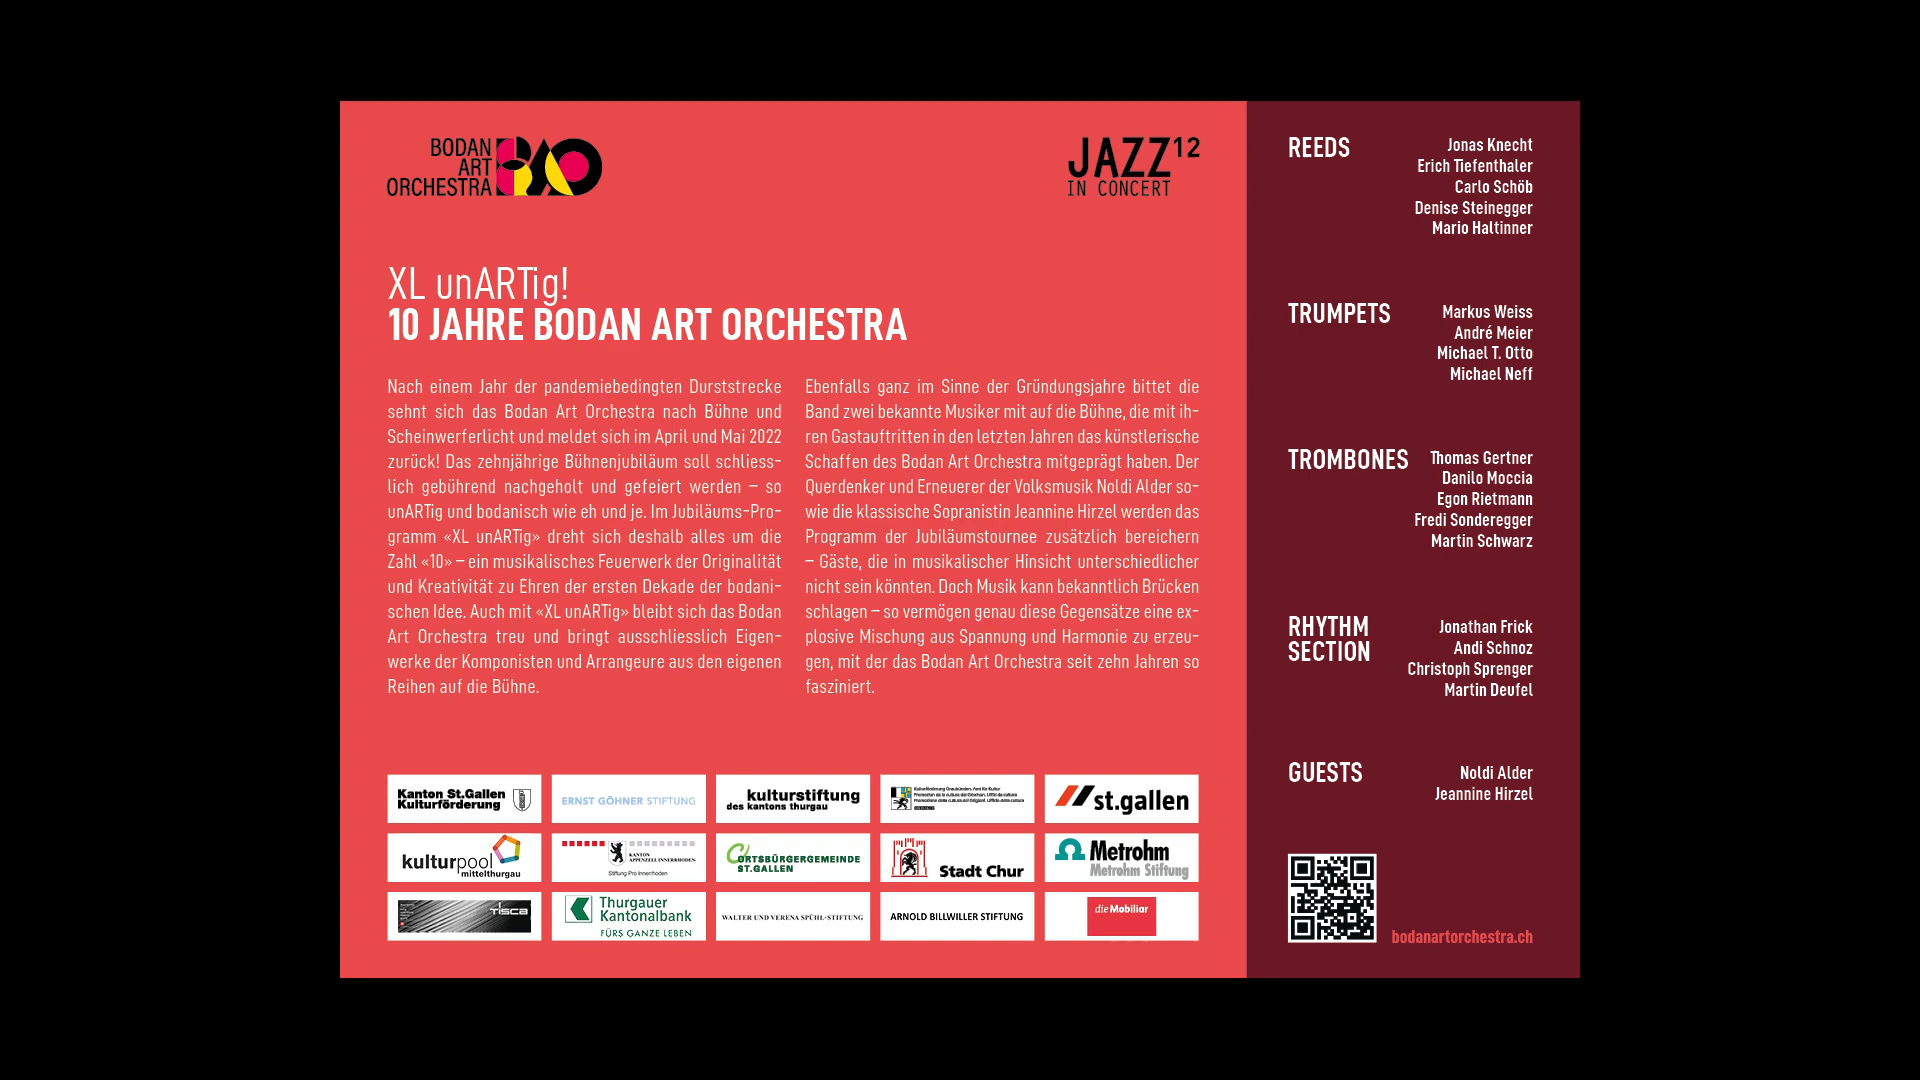 BODAN
ART
ORCHESTRA
BAO
JAZZ12
IN CONCERT
XL unARTig!
10 JAHRE BODAN ART ORCHESTRA
Nach einem Jahr der pandemiebedingten Durststrecke
sehnt sich das Bodan Art Orchestra nach Bühne und
Scheinwerferlicht und meldet sich im April und Mai 2022
zurück! Das zehnjährige Bühnenjubiläum soll schliess-
lich gebührend nachgeholt und gefeiert werden – so
unARTig und bodanisch wie eh und je. Im Jubiläums-Pro-
gramm «XL unARTig» dreht sich deshalb alles um die
Zahl «10» – ein musikalisches Feuerwerk der Originalität
und Kreativität zu Ehren der ersten Dekade der bodani-
schen Idee. Auch mit «XL unARTig» bleibt sich das Bodan
Art Orchestra treu und bringt ausschliesslich Eigen-
werke der Komponisten und Arrangeure aus den eigenen
Reihen auf die Bühne.
Ebenfalls ganz im Sinne der Gründungsjahre bittet die
Band zwei bekannte Musiker mit auf die Bühne, die mit ih-
ren Gastauftritten in den letzten Jahren das künstlerische
Schaffen des Bodan Art Orchestra mitgeprägt haben. Der
Querdenker und Erneuerer der Volksmusik Noldi Alder so-
wie die klassische Sopranistin Jeannine Hirzel werden das
Programm der Jubiläumstournee zusätzlich bereichern
– Gäste, die in musikalischer Hinsicht unterschiedlicher
nicht sein könnten. Doch Musik kann bekanntlich Brücken
schlagen – so vermögen genau diese Gegensätze eine ex-
plosive Mischung aus Spannung und Harmonie zu erzeu-
gen, mit der das Bodan Art Orchestra seit zehn Jahren so
fasziniert.
Kanton St.Gallen
Kulturförderung
ERNST GÖHNER STIFTUNG
kulturstiftung
des kantons thurgau
Kulturförderung Graubünden. Amt für Kultur
st.gallen
kulturpool
mittelthurgau
KANTON
APPENZELL INNERRHODEN
Stiftung Pro Innerrhoden
ORTSBÜRGERGEMEINDE
ST.GALLEN
Stadt Chur
Metrohm
Metrohm Stiftung
TISCA
Thurgauer
Kantonalbank
FÜRS GANZE LEBEN
WALTER UND VERENA SPÜHL-STIFTUNG
ARNOLD BILLWILLER STIFTUNG
die Mobiliar
REEDS
Jonas Knecht
Erich Tiefenthaler
Carlo Schöb
Denise Steinegger
Mario Haltinner
TRUMPETS
Markus Weiss
André Meier
Michael T. Otto
Michael Neff
TROMBONES
Thomas Gertner
Danilo Moccia
Egon Rietmann
Fredi Sonderegger
Martin Schwarz
RHYTHM
SECTION
Jonathan Frick
Andi Schnoz
Christoph Sprenger
Martin Deufel
GUESTS
Noldi Alder
Jeannine Hirzel
bodanartorchestra.ch